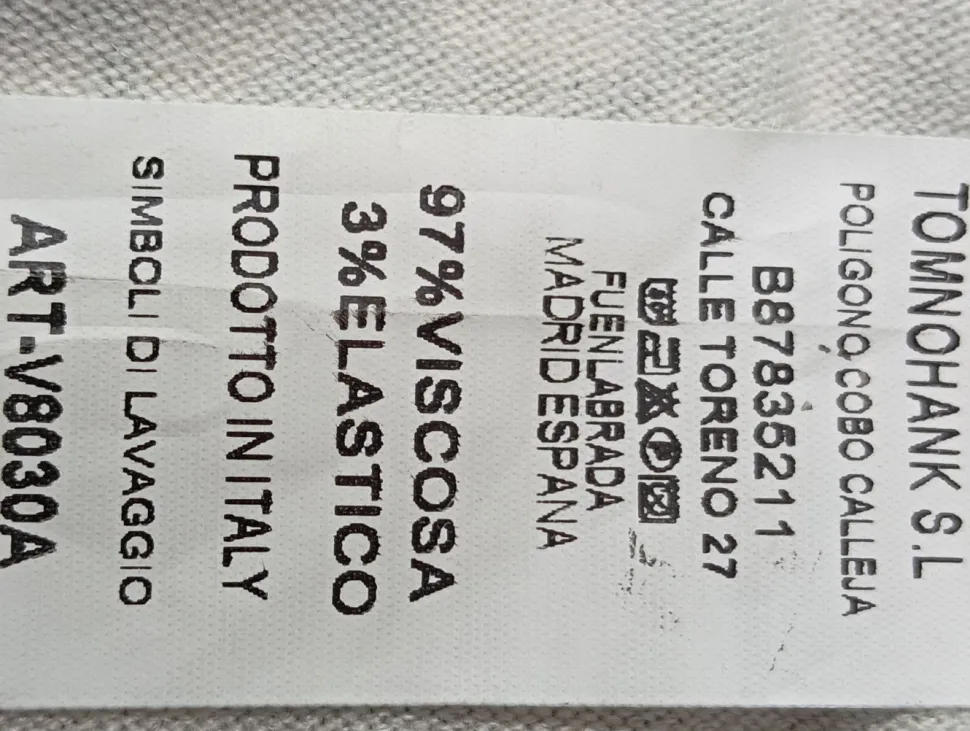 TOMNOHANK S.L
POLIGONO COBO CALLEJA
B87835211
CALLE TORENO 27
FUENLABRADA
MADRID ESPANA
97%VISCOSA
3%ELASTICO
PRODOTTO IN ITALY
SIMBOLI DI LAVAGGIO
ART-V8030A